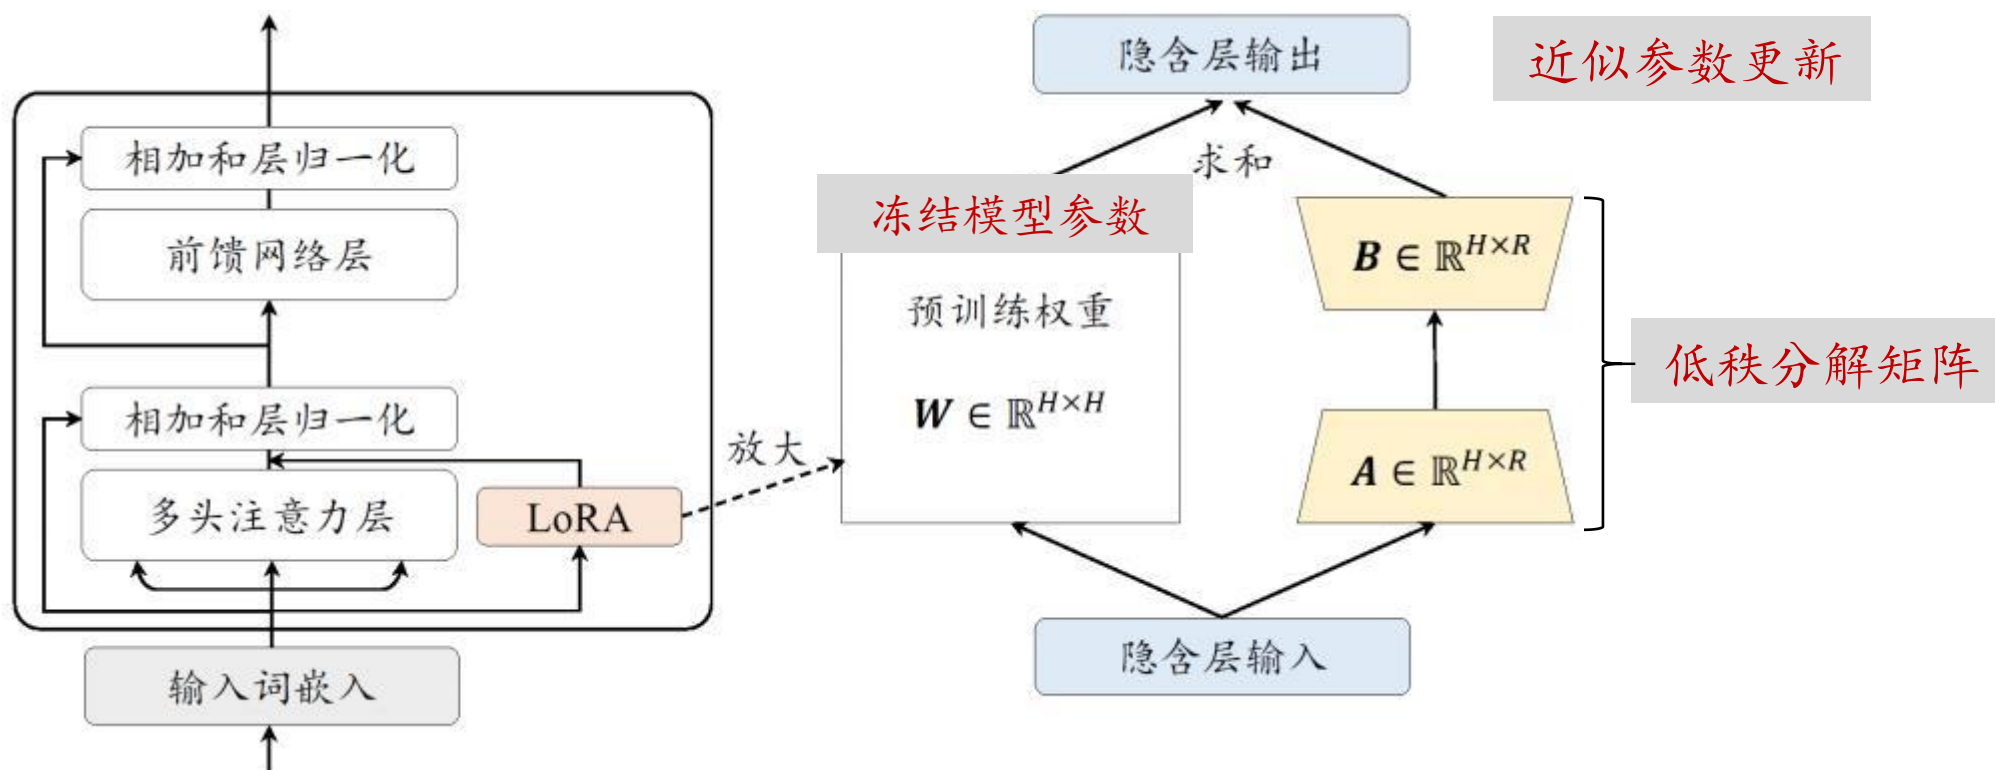 相加和层归一化
前馈网络层
相加和层归一化
多头注意力层
LoRA
输入词嵌入
放大
隐含层输出
近似参数更新
求和
冻结模型参数
预训练权重
W ∈ ℝ^{H×H}
B ∈ ℝ^{H×R}
A ∈ ℝ^{H×R}
低秩分解矩阵
隐含层输入